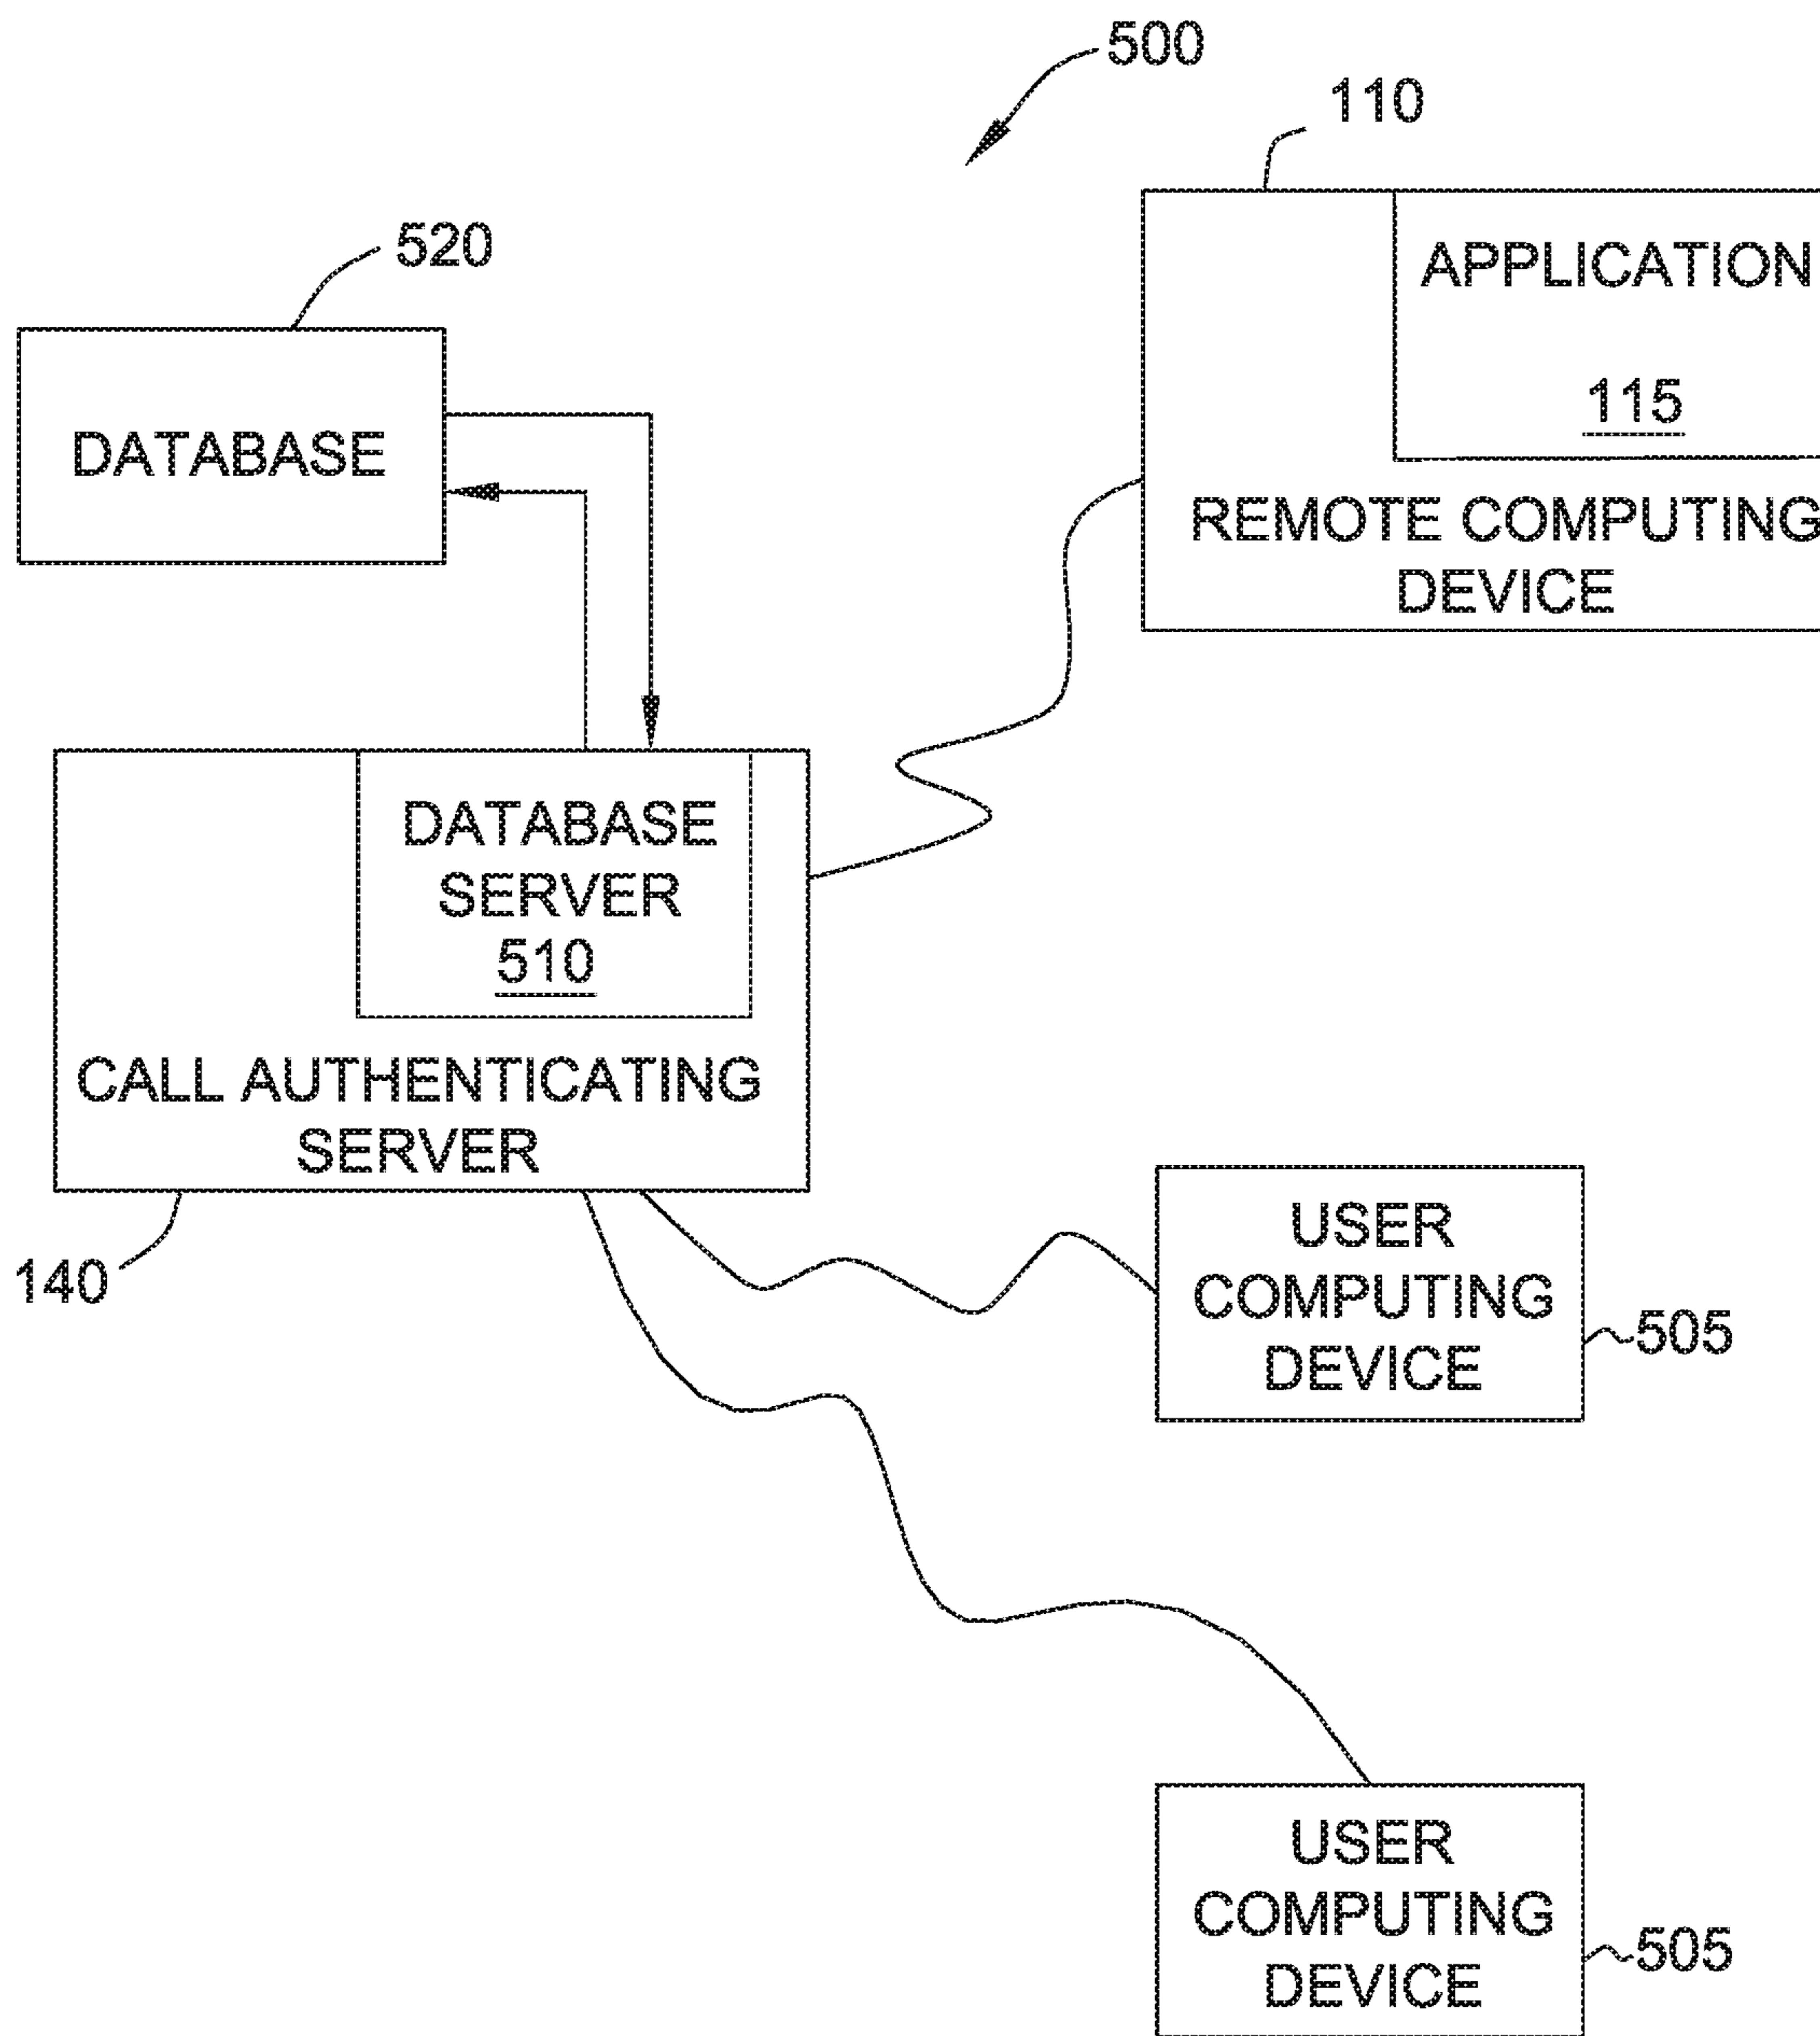 500
110
520
APPLICATION
115
REMOTE COMPUTING
DEVICE
DATABASE
DATABASE
SERVER
510
CALL AUTHENTICATING
SERVER
140
USER
COMPUTING
DEVICE
505
USER
COMPUTING
DEVICE
505